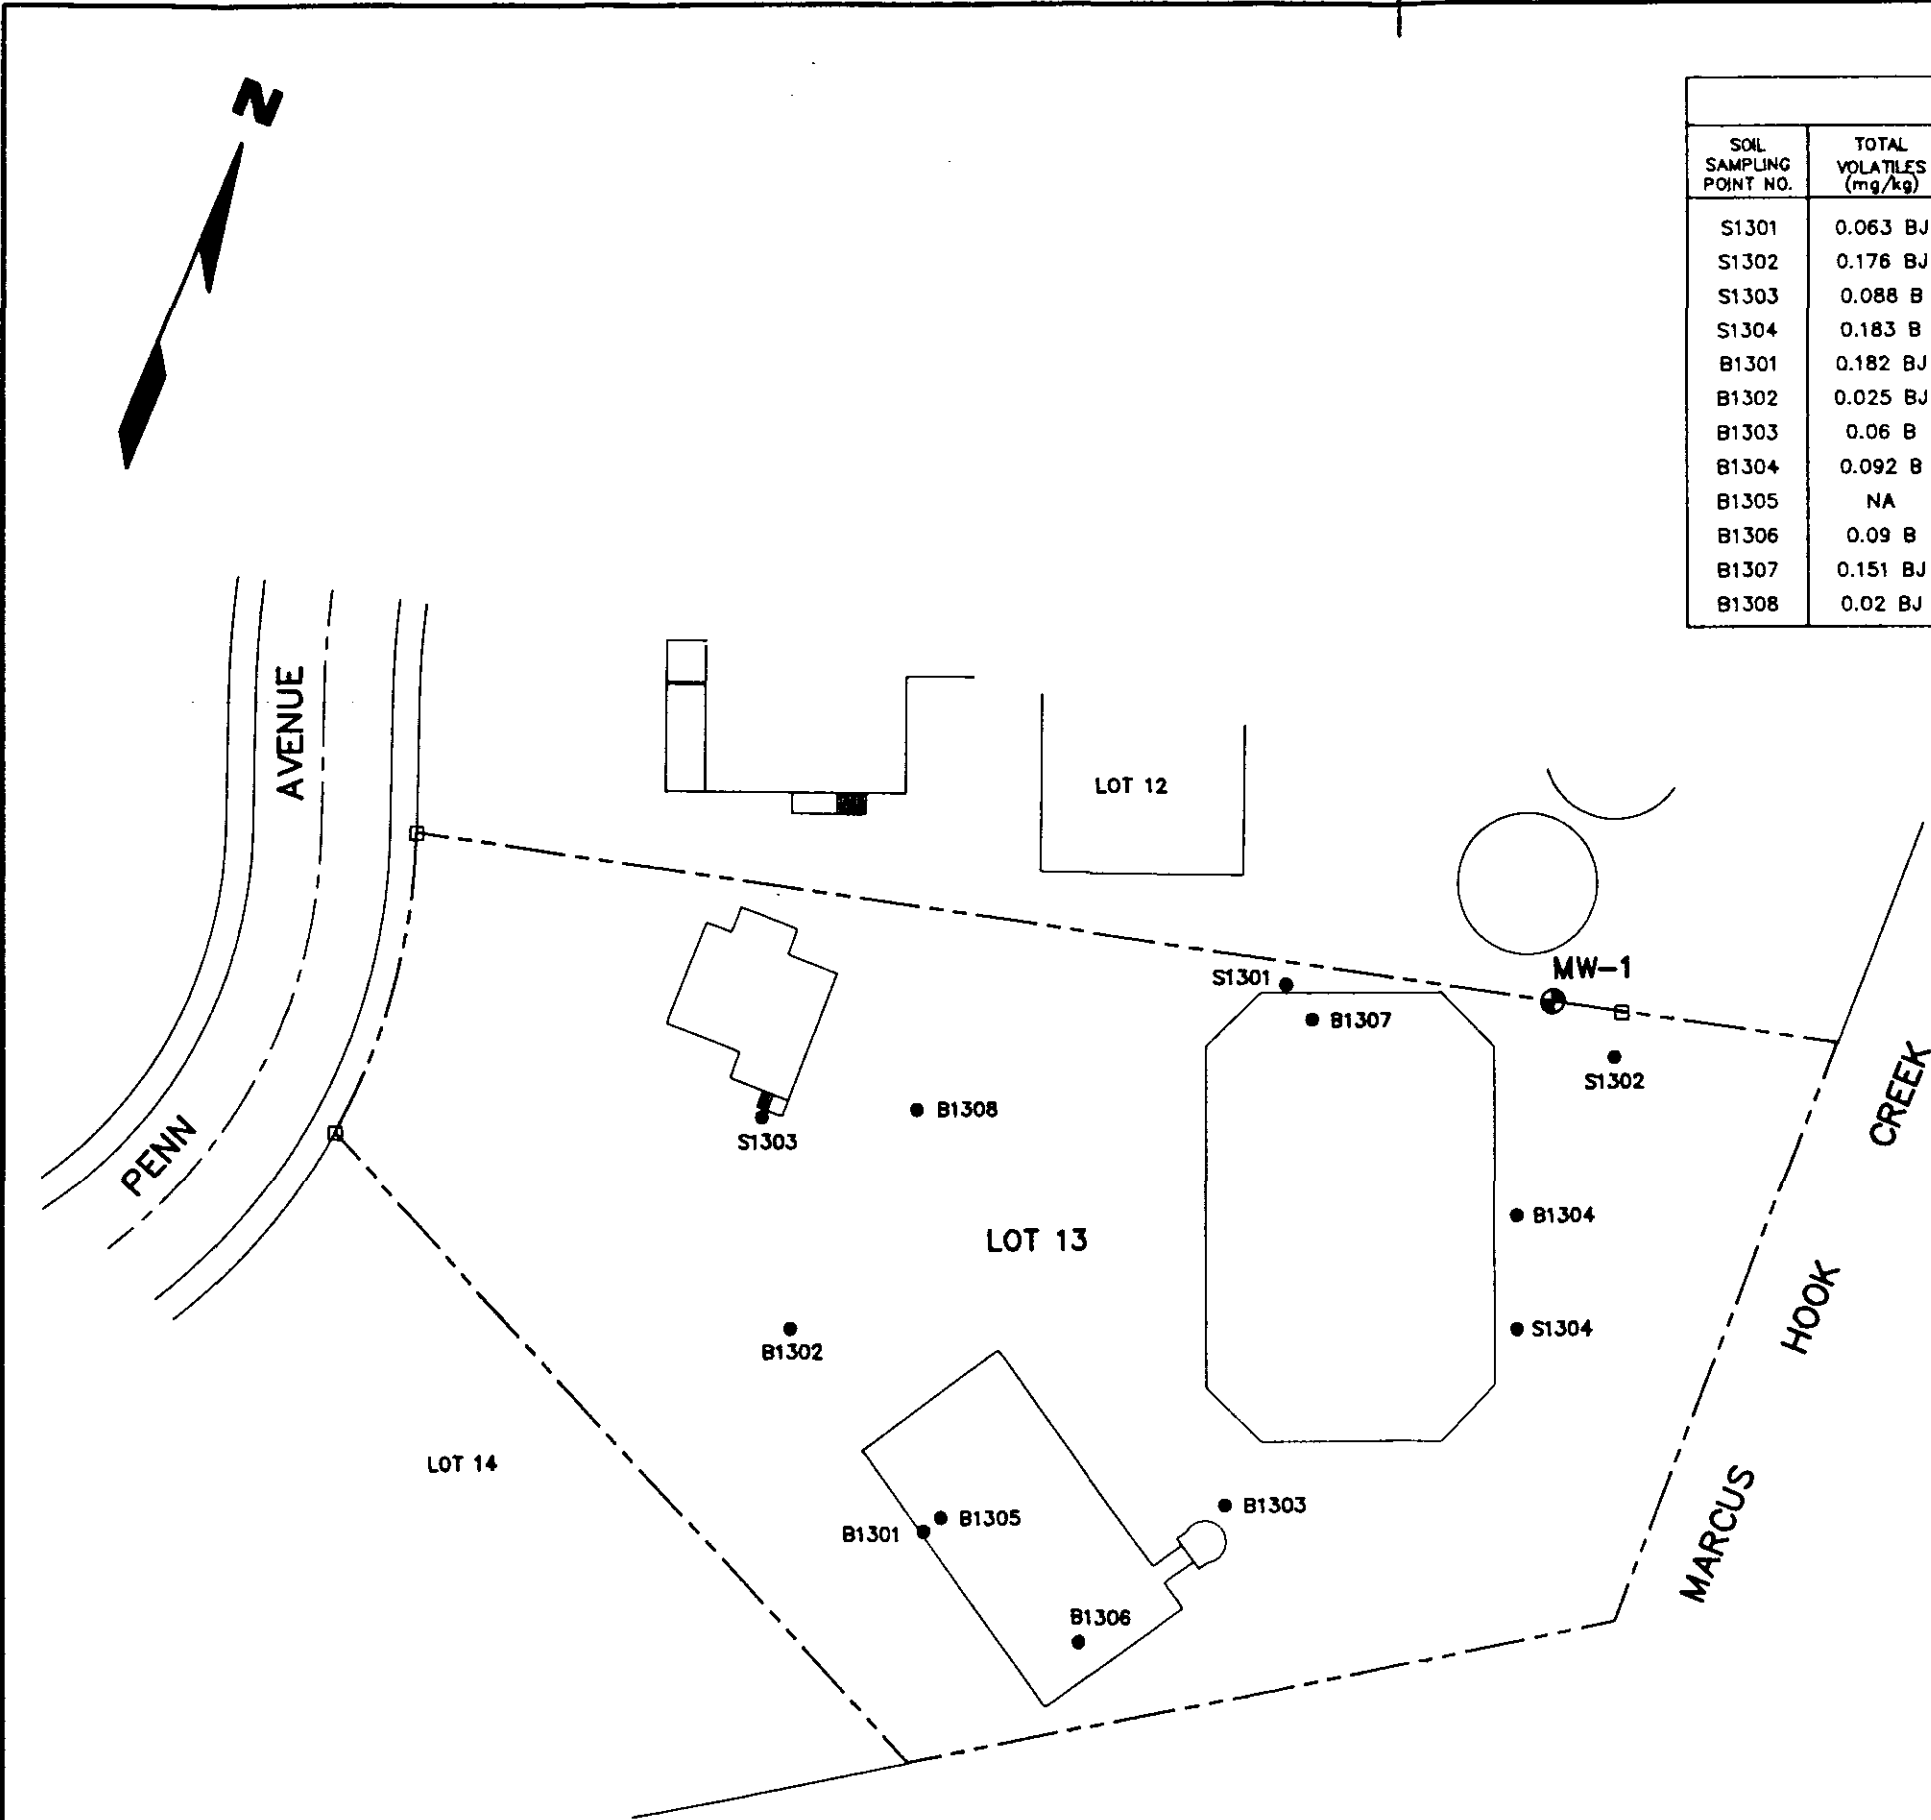 N
SOIL
SAMPLING
POINT NO.
TOTAL
VOLATILES
(mg/kg)
S1301 0.063 BJ
S1302 0.176 BJ
S1303 0.088 B
S1304 0.183 B
B1301 0.182 BJ
B1302 0.025 BJ
B1303 0.06 B
B1304 0.092 B
B1305 NA
B1306 0.09 B
B1307 0.151 BJ
B1308 0.02 BJ
PENN AVENUE
LOT 12
MW-1
S1301
B1307
S1302
B1308
S1303
B1304
LOT 13
S1304
B1302
LOT 14
B1303
B1305
B1301
B1306
MARCUS HOOK CREEK